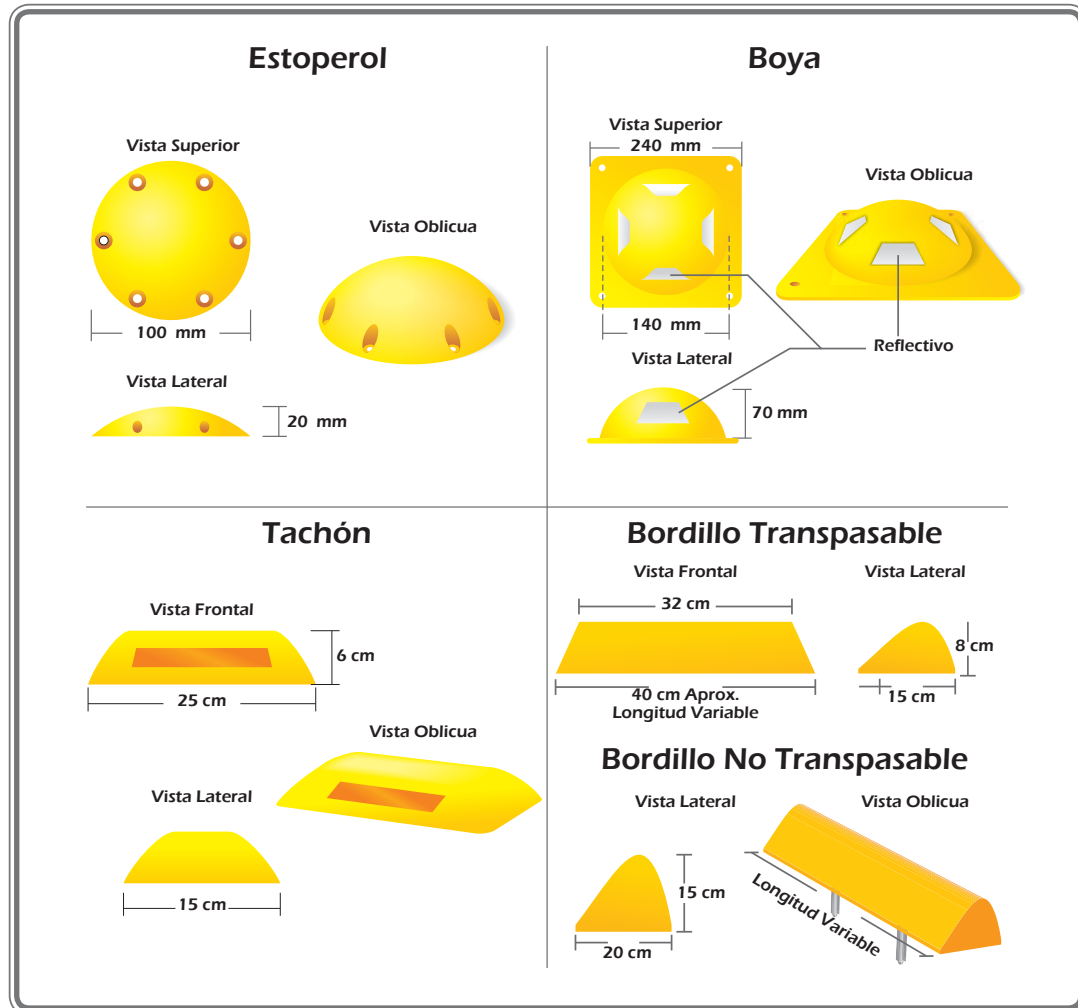 Estoperol
Vista Superior
100 mm
Vista Oblicua
Vista Lateral
20 mm
Boya
Vista Superior
240 mm
140 mm
Vista Oblicua
Reflectivo
Vista Lateral
70 mm
Tachón
Vista Frontal
6 cm
25 cm
Vista Oblicua
Vista Lateral
15 cm
Bordillo Transpasable
Vista Frontal
32 cm
40 cm Aprox.
Longitud Variable
Vista Lateral
8 cm
15 cm
Bordillo No Transpasable
Vista Lateral
15 cm
20 cm
Vista Oblicua
Longitud Variable